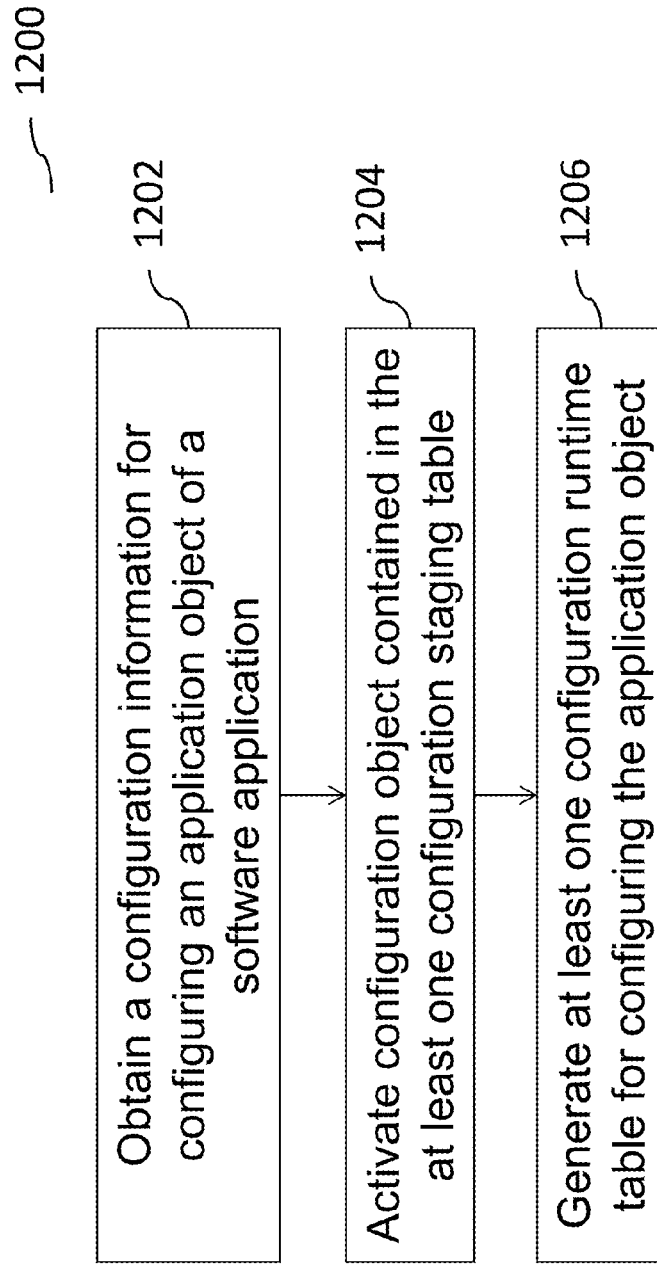 1200
Obtain a configuration information for
configuring an application object of a
software application
1202
Activate configuration object contained in the
at least one configuration staging table
1204
Generate at least one configuration runtime
table for configuring the application object
1206